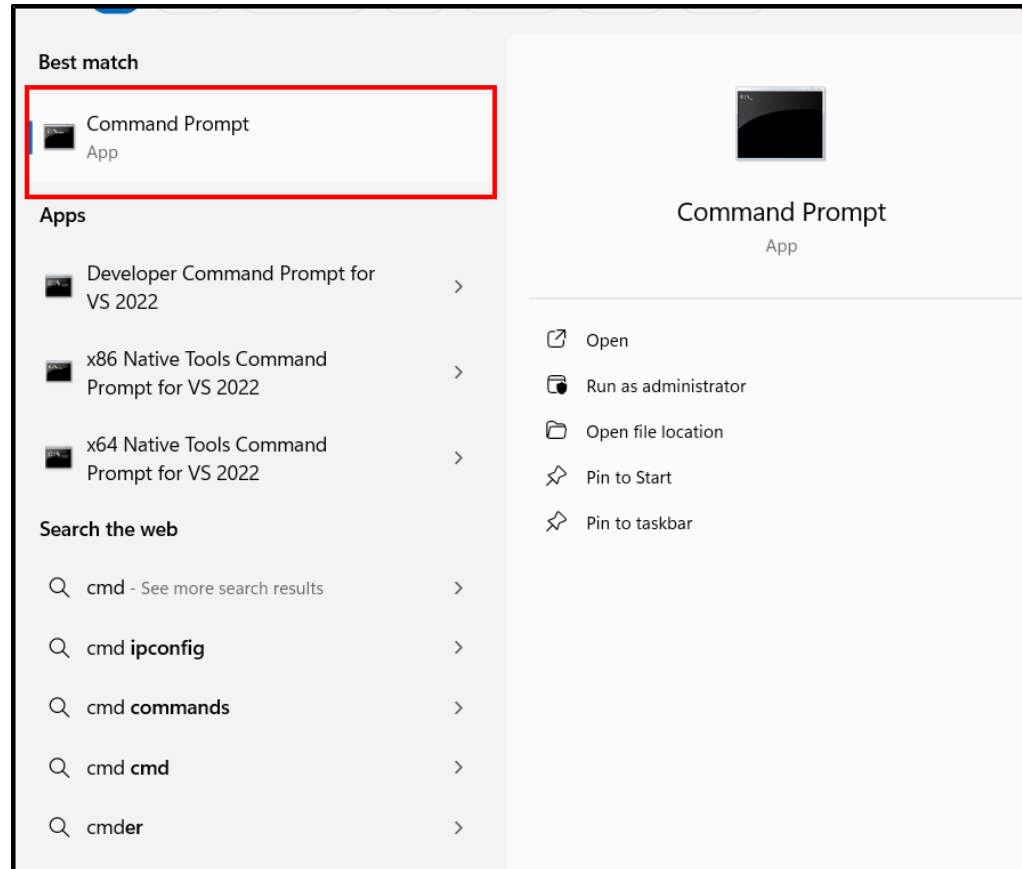 Best match
Command Prompt
App
Apps
Developer Command Prompt for
VS 2022
x86 Native Tools Command
Prompt for VS 2022
x64 Native Tools Command
Prompt for VS 2022
Search the web
cmd - See more search results
cmd ipconfig
cmd commands
cmd cmd
cmder
Command Prompt
App
Open
Run as administrator
Open file location
Pin to Start
Pin to taskbar